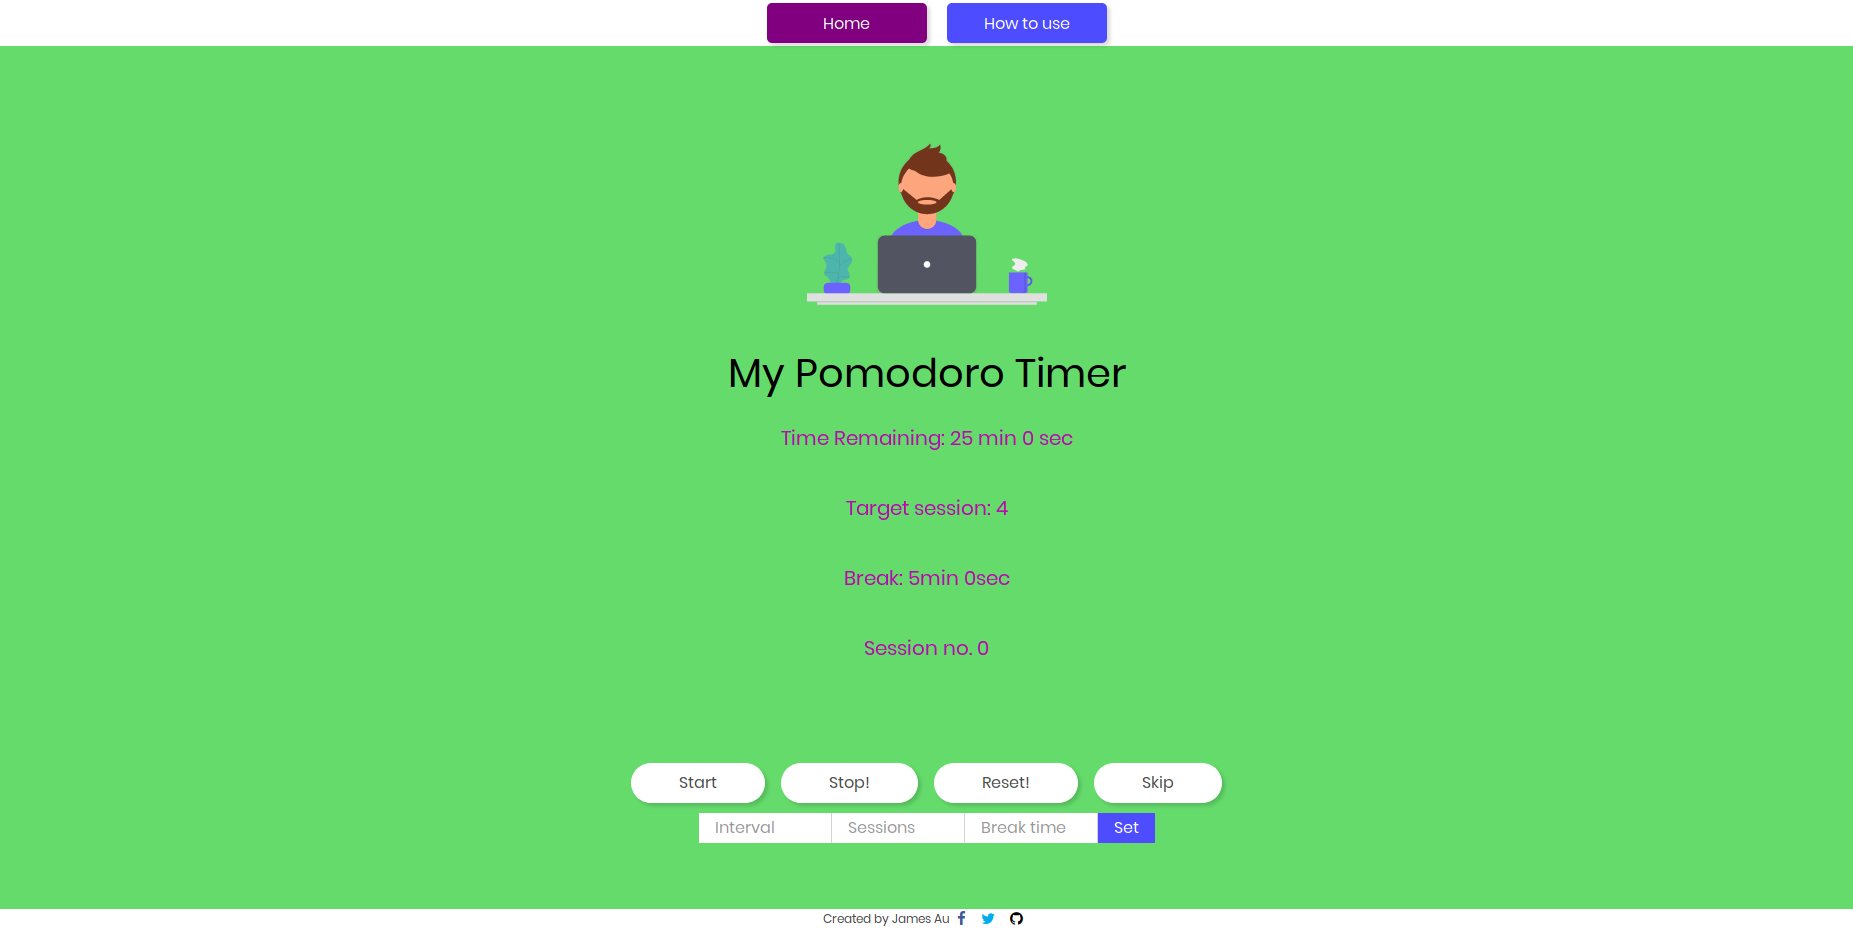 Home How to use
My Pomodoro Timer
Time Remaining: 25 min 0 sec
Target session: 4
Break: 5min 0sec
Session no. 0
Start Stop! Reset! Skip
Interval Sessions Break time Set
Created by James Au